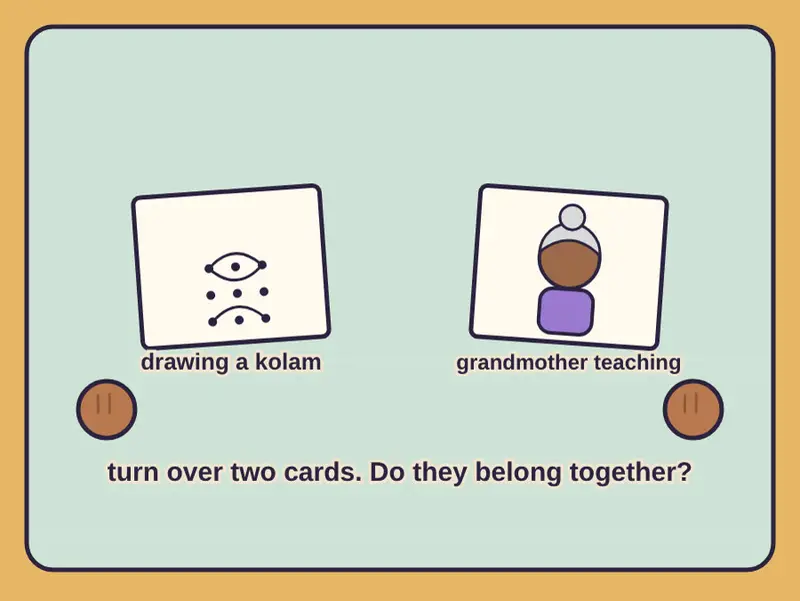 drawing a kolam
grandmother teaching
turn over two cards. Do they belong together?